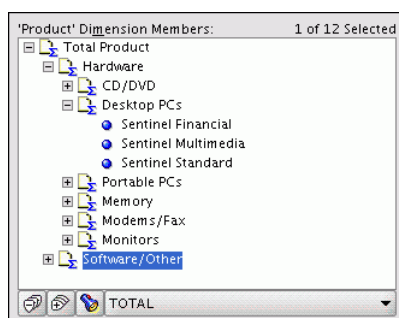 'Product' Dimension Members: 1 of 12 Selected
Total Product
Hardware
CD/DVD
Desktop PCs
Sentinel Financial
Sentinel Multimedia
Sentinel Standard
Portable PCs
Memory
Modems/Fax
Monitors
Software/Other
TOTAL